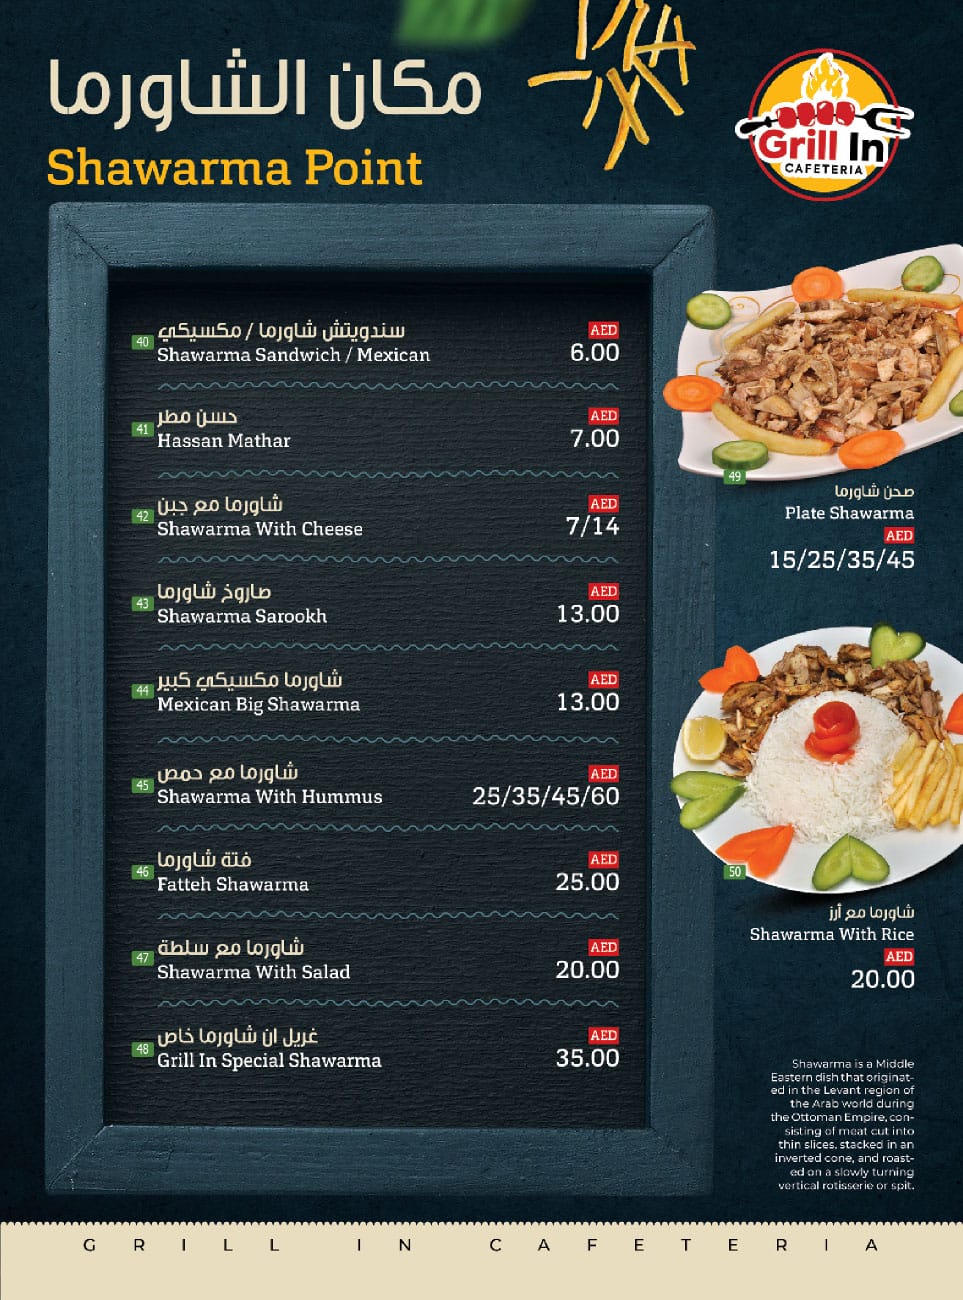 مكان الشاورما
Shawarma Point
Grill In
CAFETERIA
40
سندويتش شاورما / مكسيكي
Shawarma Sandwich / Mexican
AED
6.00
41
حسن مطر
Hassan Mathar
AED
7.00
42
شاورما مع جبن
Shawarma With Cheese
AED
7/14
43
صاروخ شاورما
Shawarma Sarookh
AED
13.00
44
شاورما مكسيكي كبير
Mexican Big Shawarma
AED
13.00
45
شاورما مع حمص
Shawarma With Hummus
AED
25/35/45/60
46
فتة شاورما
Fatteh Shawarma
AED
25.00
47
شاورما مع سلطة
Shawarma With Salad
AED
20.00
48
غريل ان شاورما خاص
Grill In Special Shawarma
AED
35.00
49
صحن شاورما
Plate Shawarma
AED
15/25/35/45
50
شاورما مع أرز
Shawarma With Rice
AED
20.00
Shawarma is a Middle
Eastern dish that originat-
ed in the Levant region of
the Arab world during
the Ottoman Empire, con-
sisting of meat cut into
thin slices, stacked in an
inverted cone, and roast-
ed on a slowly turning
vertical rotisserie or spit.
GRILL IN CAFETERIA